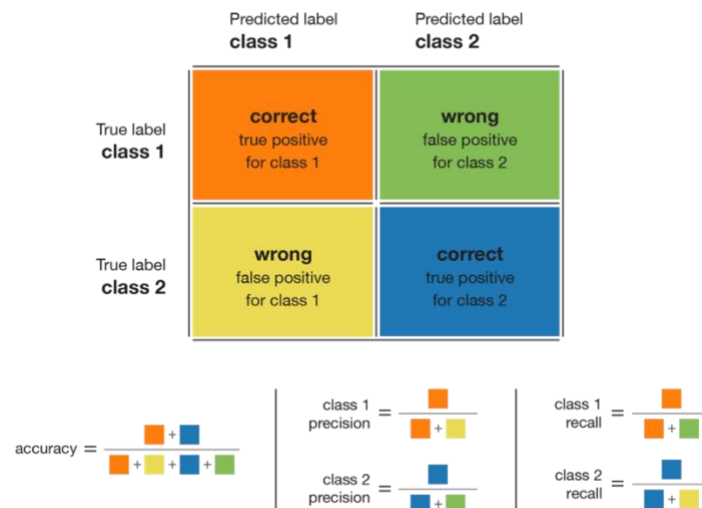 Predicted label
class 1
Predicted label
class 2
True label
class 1
correct
true positive
for class 1
wrong
false positive
for class 2
True label
class 2
wrong
false positive
for class 1
correct
true positive
for class 2
accuracy = + + + +
class 1
precision = +
class 2
precision = +
class 1
recall = +
class 2
recall = +